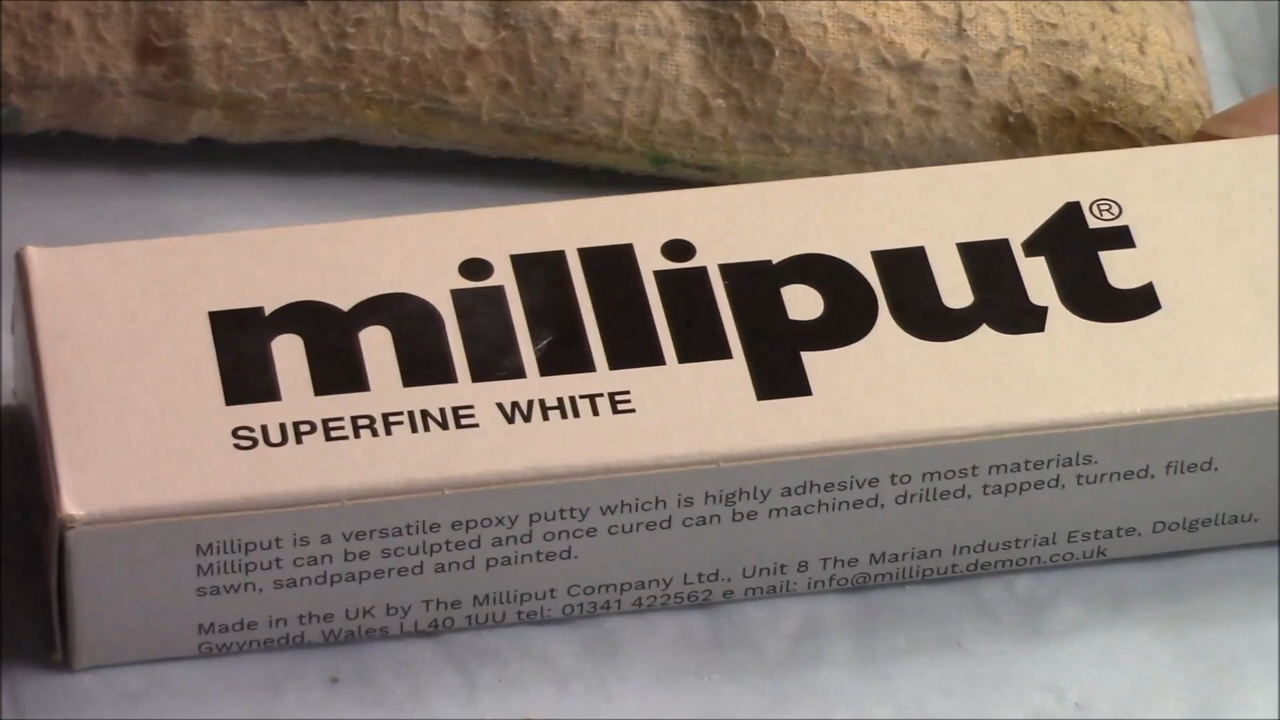 milliput®
SUPERFINE WHITE
Milliput is a versatile epoxy putty which is highly adhesive to most materials.
Milliput can be sculpted and once cured can be machined, drilled, tapped, turned, filed,
sawn, sandpapered and painted.
Made in the UK by The Milliput Company Ltd., Unit 8 The Marian Industrial Estate, Dolgellau,
Gwynedd, Wales LL40 1UU tel: 01341 422562 e mail: info@milliput.demon.co.uk